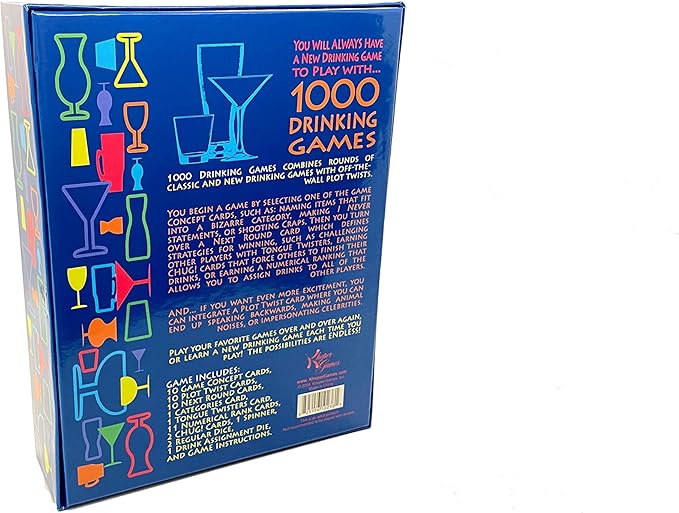 You Will Always Have
a New Drinking Game
to Play With...
1000
Drinking
Games
1000 Drinking Games combines rounds of
classic and new drinking games with off-the-
wall plot twists.
You begin a game by selecting one of the Game
Concept cards, such as: naming items that fit
into a bizarre category, making I Never
statements, or shooting Craps. Then you turn
over a Next Round card which defines
strategies for winning, such as challenging
other players with Tongue Twisters, earning
Chug! cards that force others to finish their
drinks, or earning a numerical ranking that
allows you to assign drinks to all of the
other players.
And... if you want even more excitement, you
can integrate a Plot Twist card where you can
end up speaking backwards, making animal
noises, or impersonating celebrities.
Play your favorite games over and over again,
or learn a new drinking game each time you
play! The possibilities are endless!
Game includes:
10 Game Concept Cards,
10 Plot Twist Cards,
10 Next Round Cards,
1 Categories Card,
1 Tongue Twisters Card,
11 Numerical Rank Cards,
2 Chug! Cards, 1 Spinner,
2 Regular Dice,
1 Drink Assignment Die,
and Game Instructions.
Kheper
Games
www.KheperGames.com
Made in China